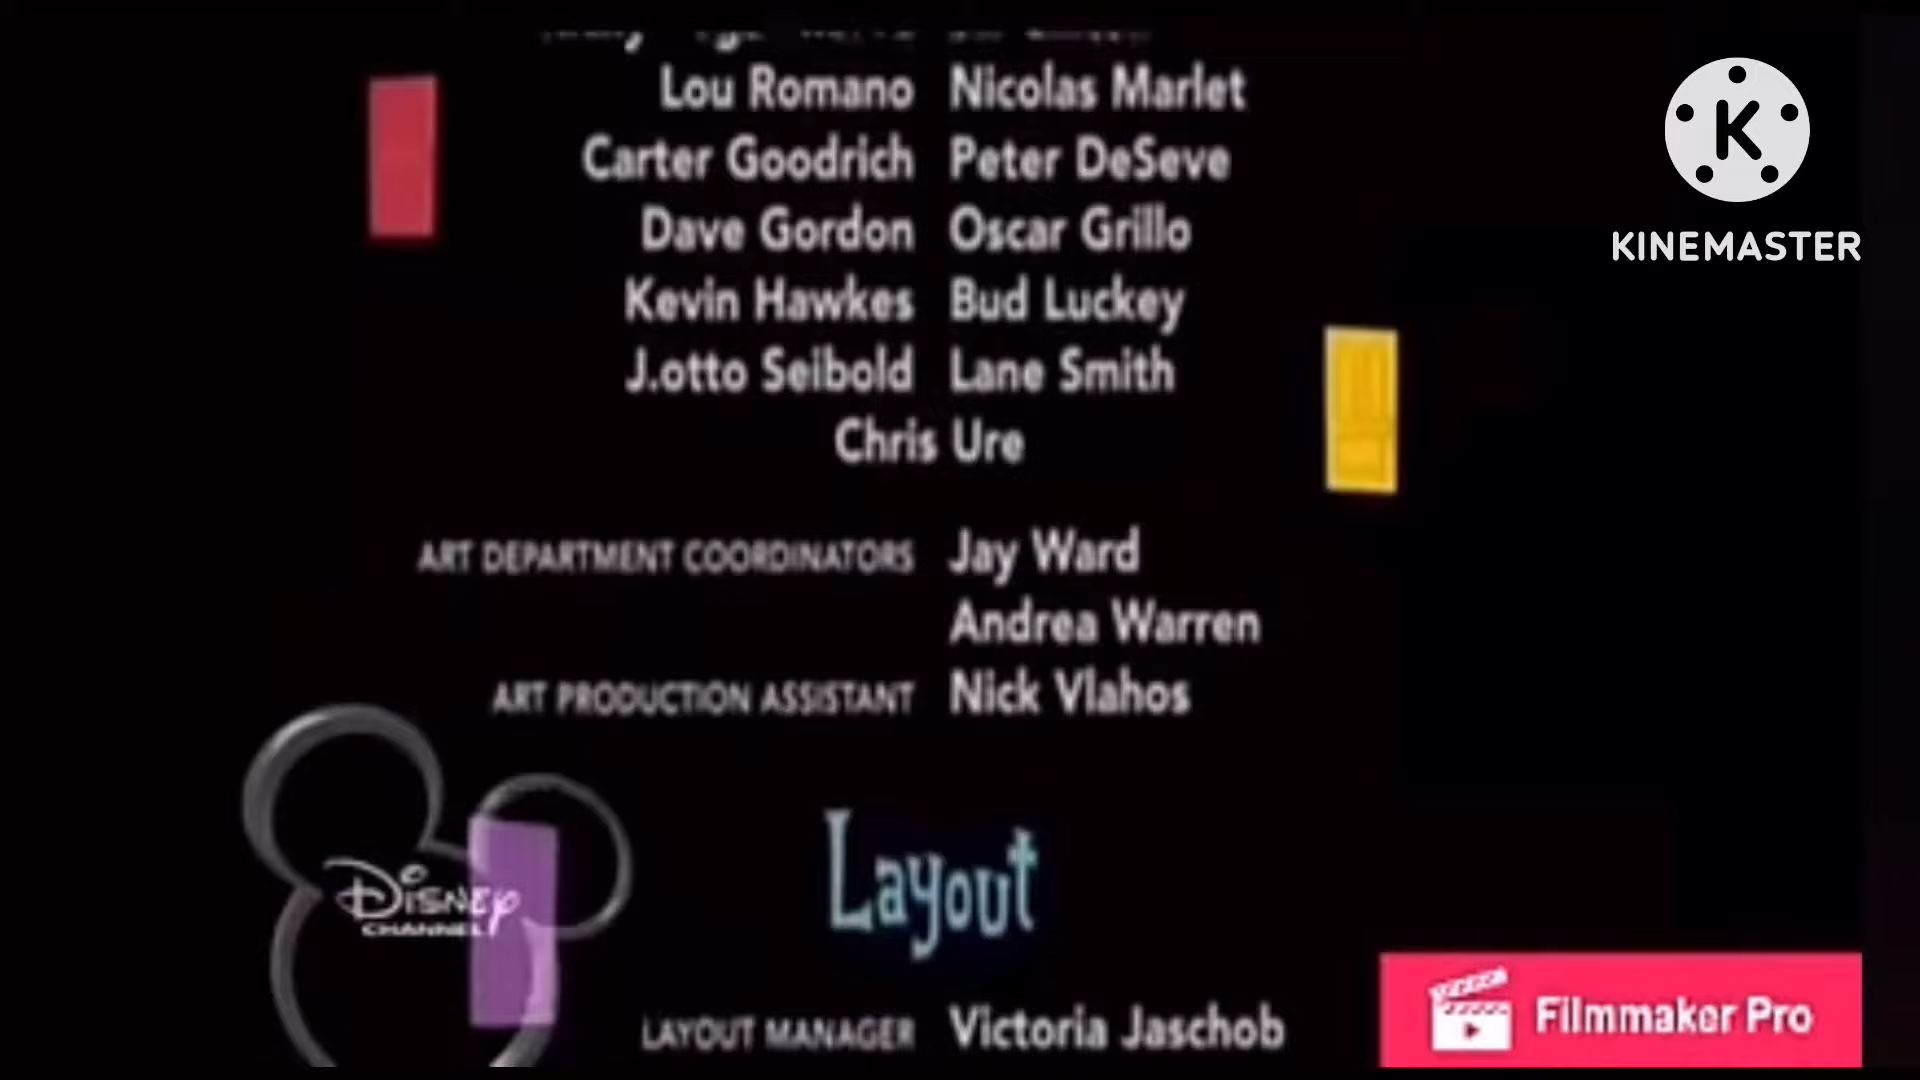 Lou Romano Nicolas Marlet
Carter Goodrich Peter DeSeve
Dave Gordon Oscar Grillo
Kevin Hawkes Bud Luckey
J.otto Seibold Lane Smith
Chris Ure
ART DEPARTMENT COORDINATORS Jay Ward
Andrea Warren
ART PRODUCTION ASSISTANT Nick Vlahos
Layout
LAYOUT MANAGER Victoria Jaschob
K
KINEMASTER
DISNEY
CHANNEL
Filmmaker Pro